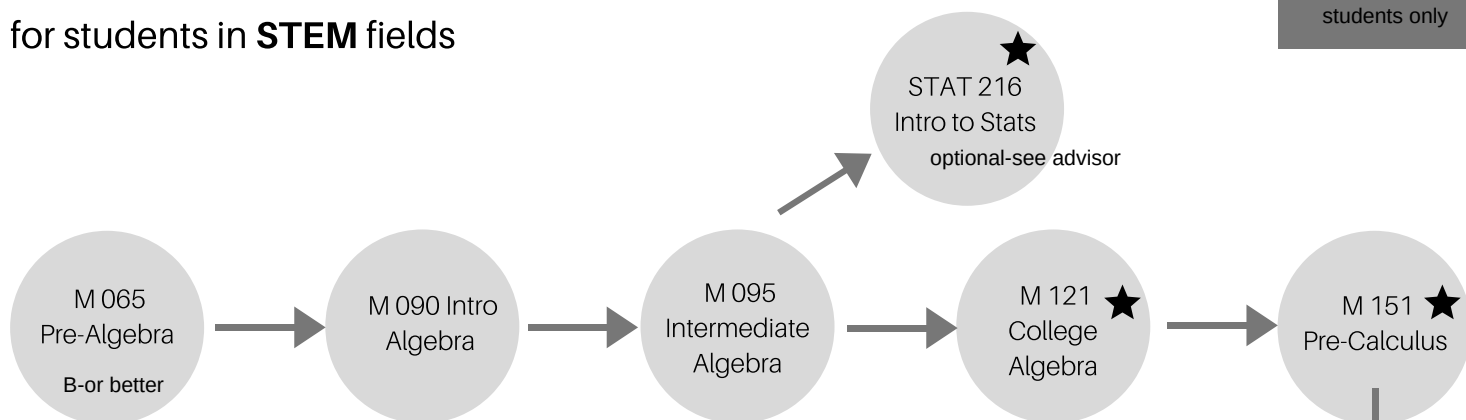 for students in STEM fields
students only
STAT 216
Intro to Stats
optional-see advisor
M 065
Pre-Algebra
B-or better
M 090 Intro
Algebra
M 095
Intermediate
Algebra
M 121
College
Algebra
M 151
Pre-Calculus